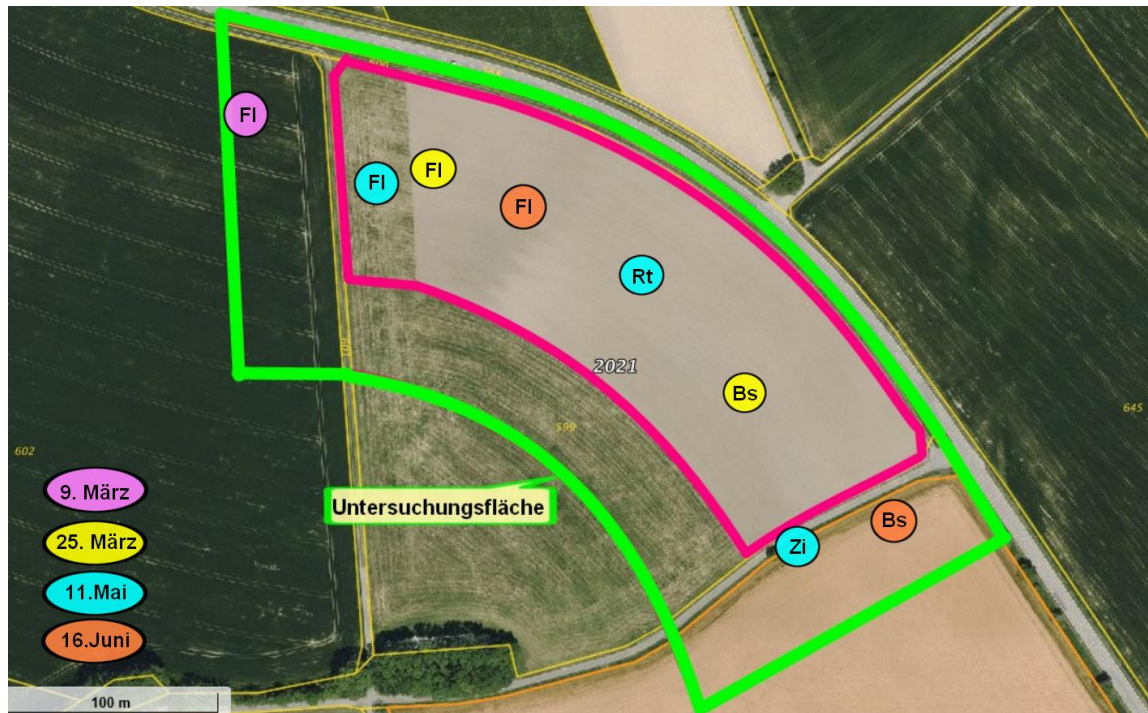 Fl
Fl
Fl
Fl
Rt
2021
Bs
645
599
602
Untersuchungsfläche
9. März
25. März
11.Mai
16.Juni
Bs
Zi
100 m